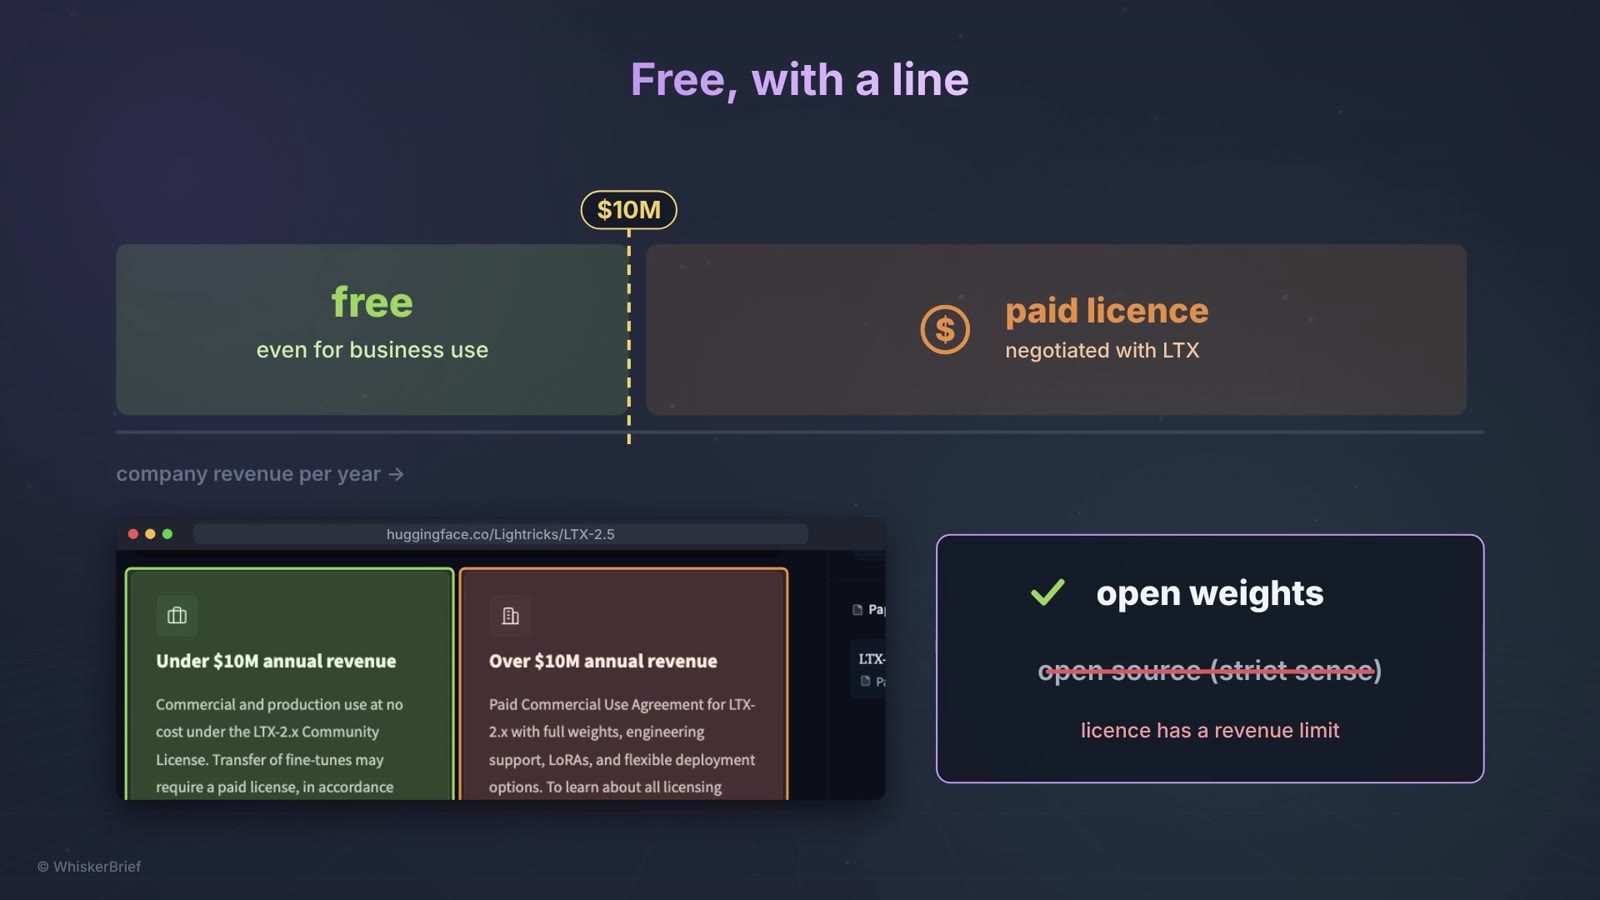 Free, with a line
$10M
free
even for business use
$
paid licence
negotiated with LTX
company revenue per year →
huggingface.co/Lightricks/LTX-2.5
Under $10M annual revenue
Commercial and production use at no
cost under the LTX-2.x Community
License. Transfer of fine-tunes may
require a paid license, in accordance
Over $10M annual revenue
Paid Commercial Use Agreement for LTX-
2.x with full weights, engineering
support, LoRAs, and flexible deployment
options. To learn about all licensing
LTX-
open weights
open source (strict sense)
licence has a revenue limit
© WhiskerBrief